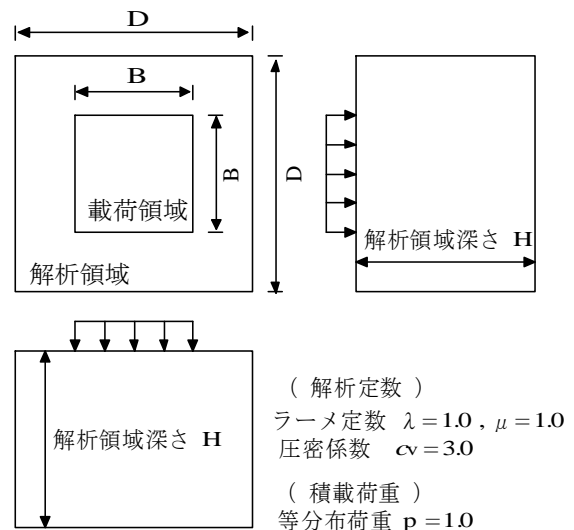 D
B
B
載荷領域
解析領域
D
解析領域深さ H
解析領域深さ H
( 解析定数 )
ラーメ定数 λ=1.0 , μ=1.0
圧密係数 cv=3.0
( 積載荷重 )
等分布荷重 p=1.0